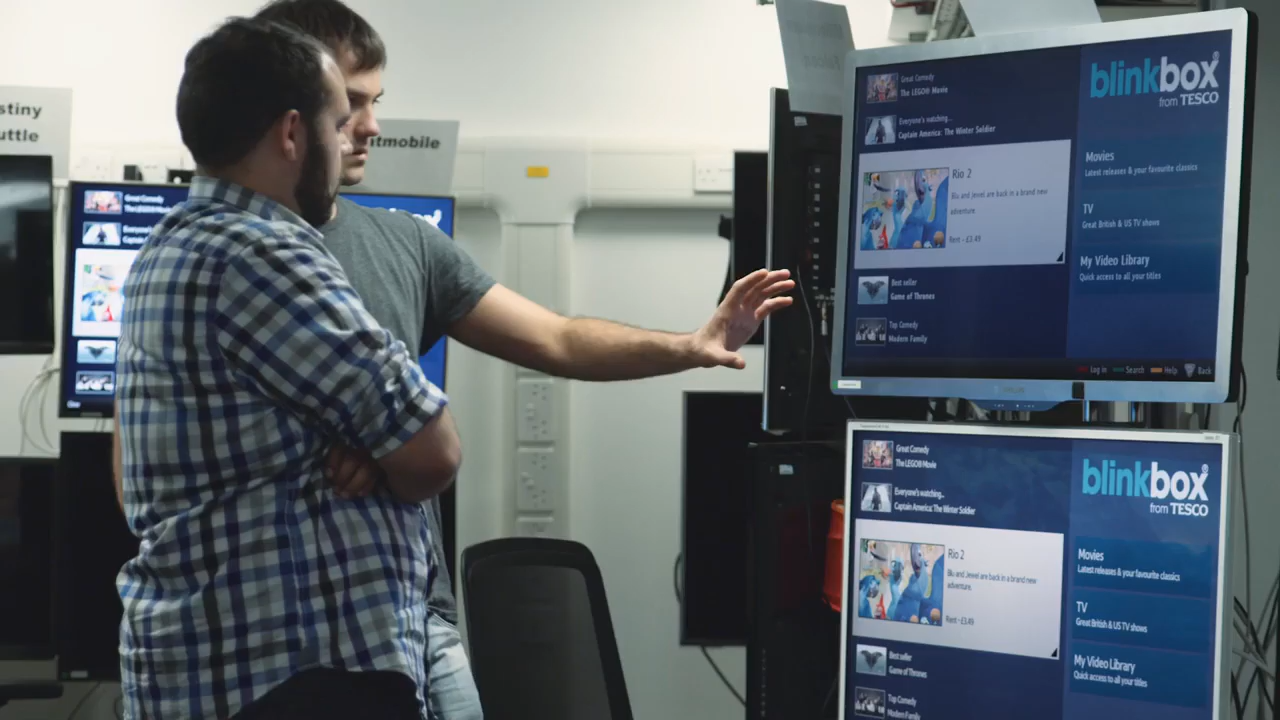 stiny
uttle
tmobile
Great Comedy
The LEGO
Everyone's
Captain
Great Comedy
The LEGO® Movie
Everyone's watching...
Captain America: The Winter Soldier
Rio 2
Blu and Jewel are back in a brand new
adventure.
Rent - £3.49
Best seller
Game of Thrones
Top Comedy
Modern Family
blinkbox
from TESCO
Movies
Latest releases & your favourite classics
TV
Great British & US TV shows
My Video Library
Quick access to all your titles
Log in Search Help Back
Great Comedy
The LEGO® Movie
Everyone's watching...
Captain America: The Winter Soldier
Rio 2
Blu and Jewel are back in a brand new
adventure.
Rent - £3.49
Best seller
Game of Thrones
Top Comedy
Modern Family
blinkbox®
from TESCO
Movies
Latest releases & your favourite classics
TV
Great British & US TV shows
My Video Library
Quick access to all your titles